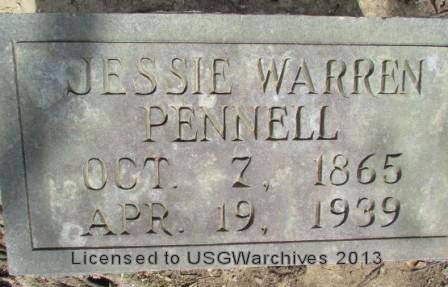 JESSIE WARREN
PENNELL
OCT. 7, 1865
APR. 19, 1939
Licensed to USGWarchives 2013